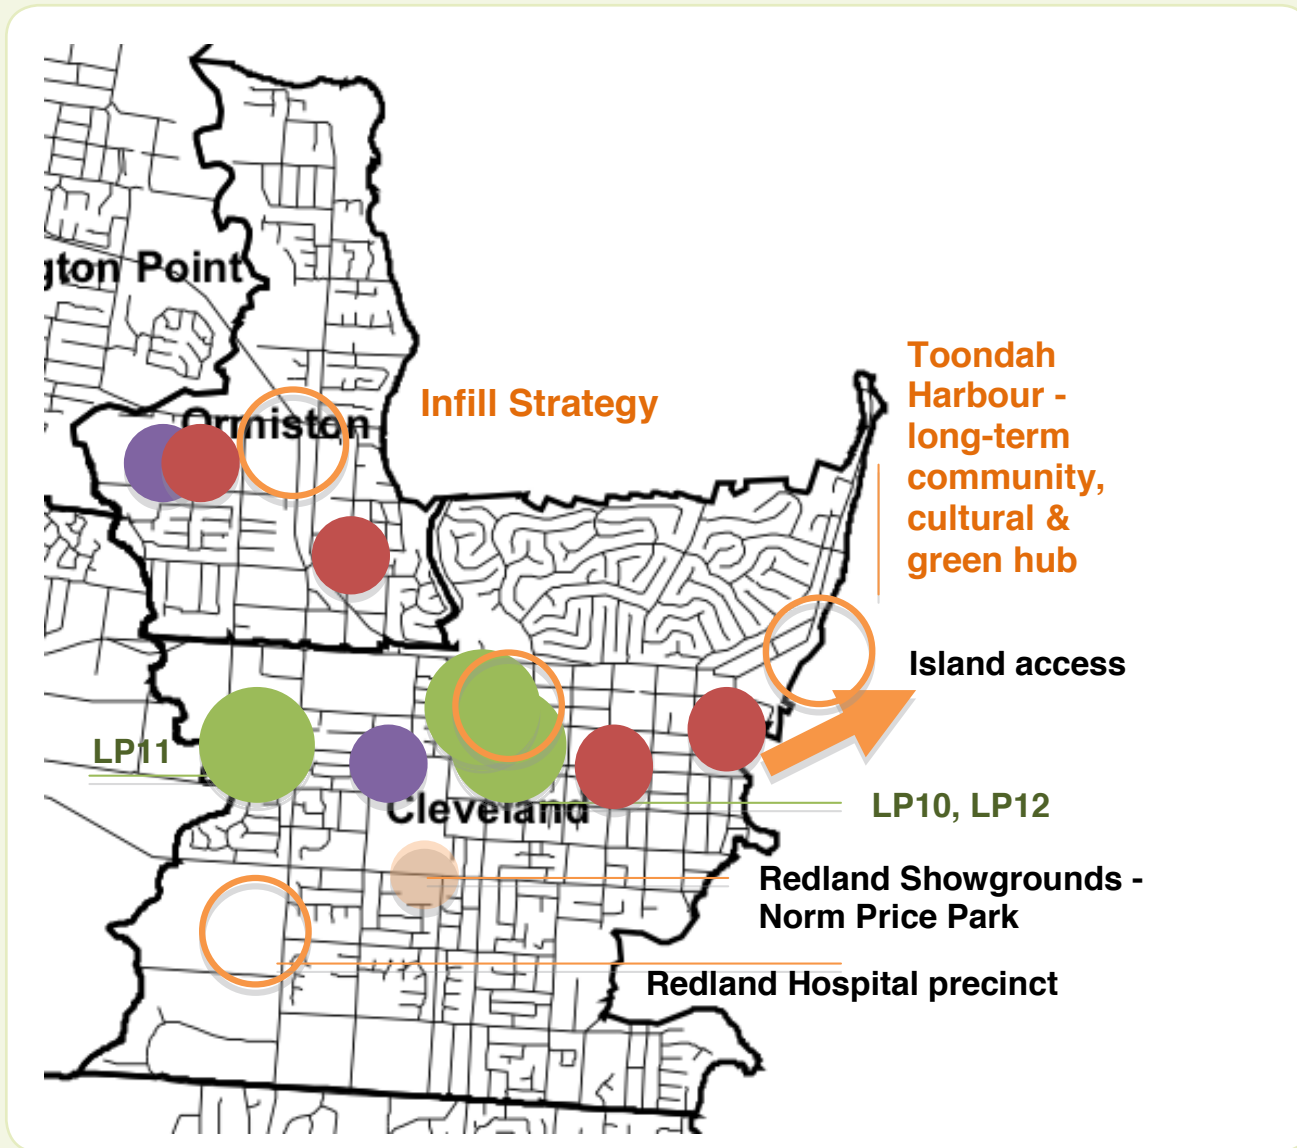 gton Point
Ormiston
Infill Strategy
Toondah
Harbour -
long-term
community,
cultural &
green hub
Island access
LP11
Cleveland
LP10, LP12
Redland Showgrounds -
Norm Price Park
Redland Hospital precinct